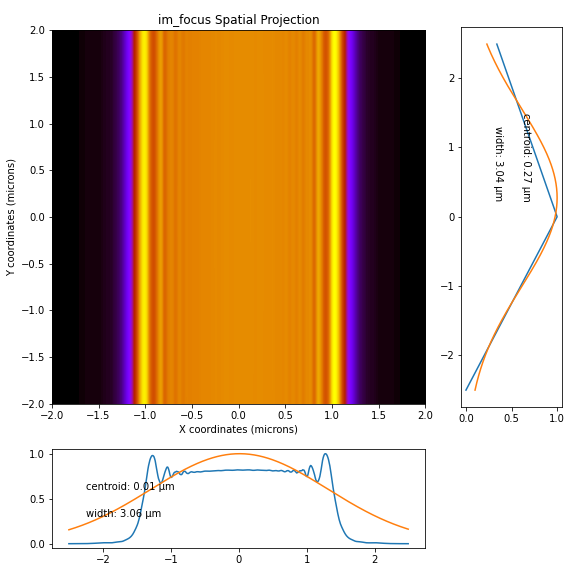 im_focus Spatial Projection
2.0
1.5
1.0
0.5
0.0
−0.5
−1.0
−1.5
−2.0
Y coordinates (microns)
−2.0 −1.5 −1.0 −0.5 0.0 0.5 1.0 1.5 2.0
X coordinates (microns)
2
1
0
−1
−2
centroid: 0.27 µm
width: 3.04 µm
0.0 0.5 1.0
1.0
0.5
0.0
centroid: 0.01 µm
width: 3.06 µm
−2 −1 0 1 2